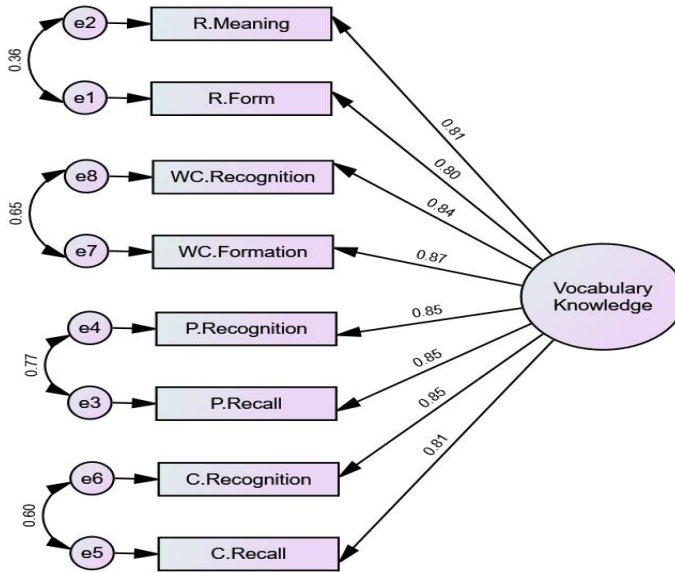 e2
R.Meaning
0.36
0.81
e1
R.Form
0.80
e8
WC.Recognition
0.84
0.65
e7
WC.Formation
0.87
Vocabulary
Knowledge
e4
P.Recognition
0.85
0.77
e3
P.Recall
0.85
e6
C.Recognition
0.85
0.60
e5
C.Recall
0.81